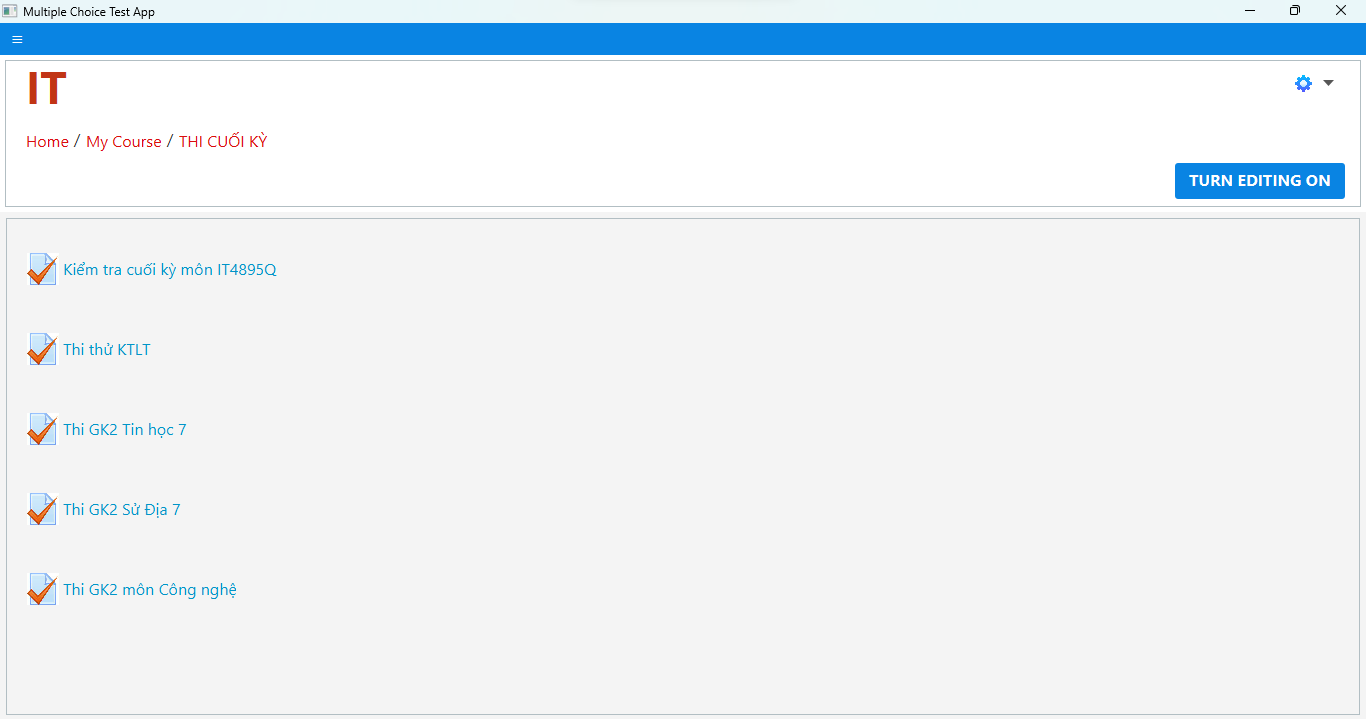 Multiple Choice Test App
IT
Home / My Course / THI CUỐI KỲ
TURN EDITING ON
Kiểm tra cuối kỳ môn IT4895Q
Thi thử KTLT
Thi GK2 Tin học 7
Thi GK2 Sử Địa 7
Thi GK2 môn Công nghệ